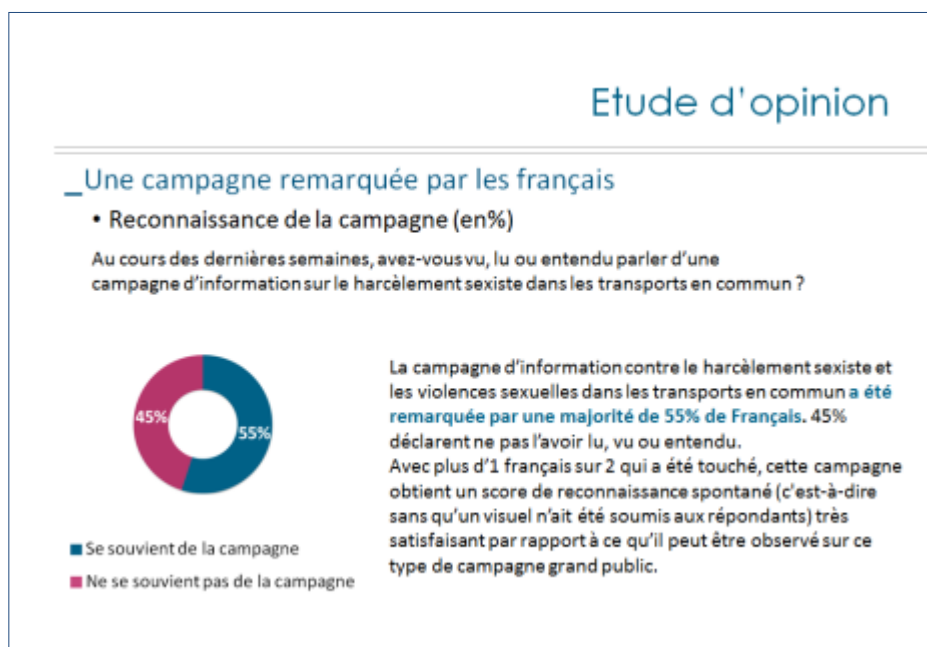 Etude d'opinion
_Une campagne remarquée par les français
• Reconnaissance de la campagne (en%)
Au cours des dernières semaines, avez-vous vu, lu ou entendu parler d'une
campagne d'information sur le harcèlement sexiste dans les transports en commun ?
45%
55%
Se souvient de la campagne
Ne se souvient pas de la campagne
La campagne d'information contre le harcèlement sexiste et
les violences sexuelles dans les transports en commun a été
remarquée par une majorité de 55% de Français. 45%
déclarent ne pas l'avoir lu, vu ou entendu.
Avec plus d'1 français sur 2 qui a été touché, cette campagne
obtient un score de reconnaissance spontané (c'est-à-dire
sans qu'un visuel n'ait été soumis aux répondants) très
satisfaisant par rapport à ce qu'il peut être observé sur ce
type de campagne grand public.